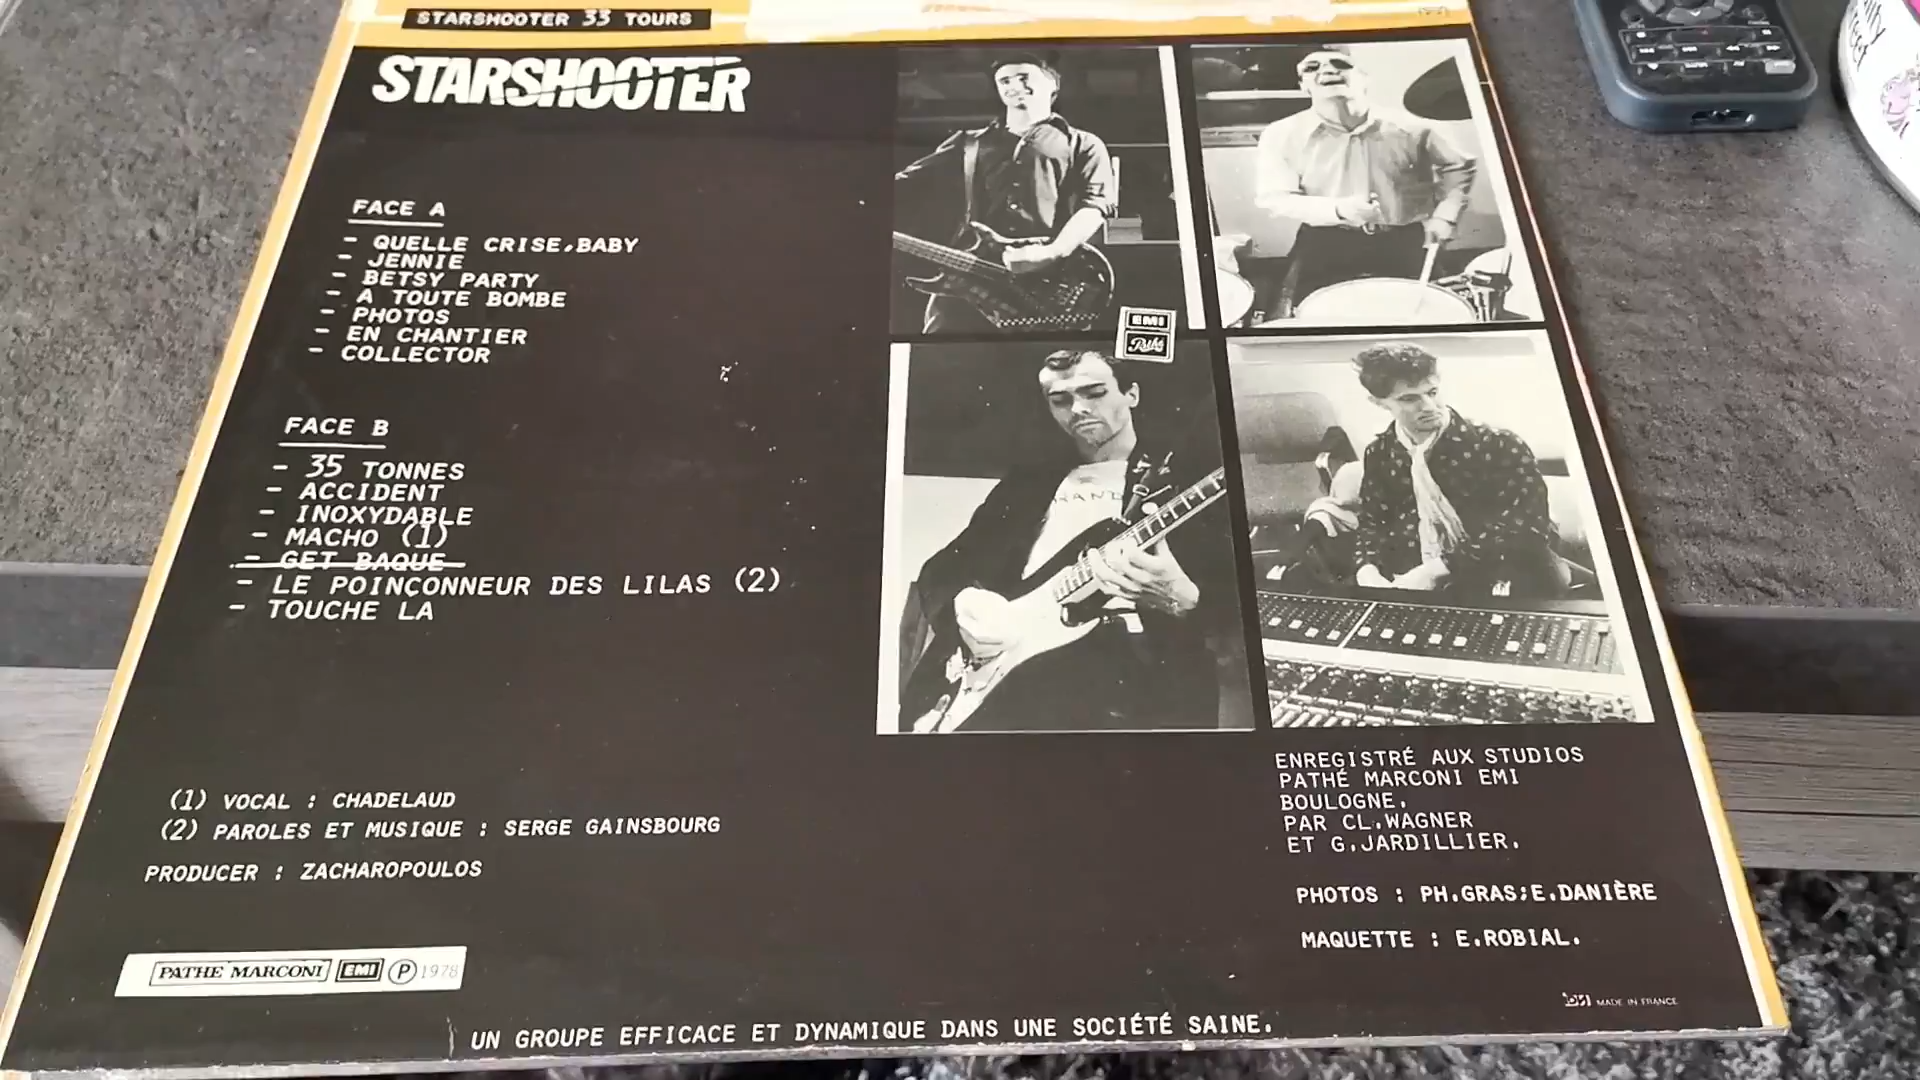 STARSHOOTER 33 TOURS
STARSHOOTER
FACE A
- QUELLE CRISE,BABY
- JENNIE
- BETSY PARTY
- A TOUTE BOMBE
- PHOTOS
- EN CHANTIER
- COLLECTOR
FACE B
- 35 TONNES
- ACCIDENT
- INOXYDABLE
- MACHO (1)
- GET BAQUE
- LE POINÇONNEUR DES LILAS (2)
- TOUCHE LA
(1) VOCAL : CHADELAUD
(2) PAROLES ET MUSIQUE : SERGE GAINSBOURG
PRODUCER : ZACHAROPOULOS
PATHE MARCONI EMI P 1978
EMI
Pathé
ENREGISTRÉ AUX STUDIOS
PATHÉ MARCONI EMI
BOULOGNE,
PAR CL.WAGNER
ET G.JARDILLIER.
PHOTOS : PH.GRAS;E.DANIÈRE
MAQUETTE : E.ROBIAL.
MADE IN FRANCE
UN GROUPE EFFICACE ET DYNAMIQUE DANS UNE SOCIÉTÉ SAINE.